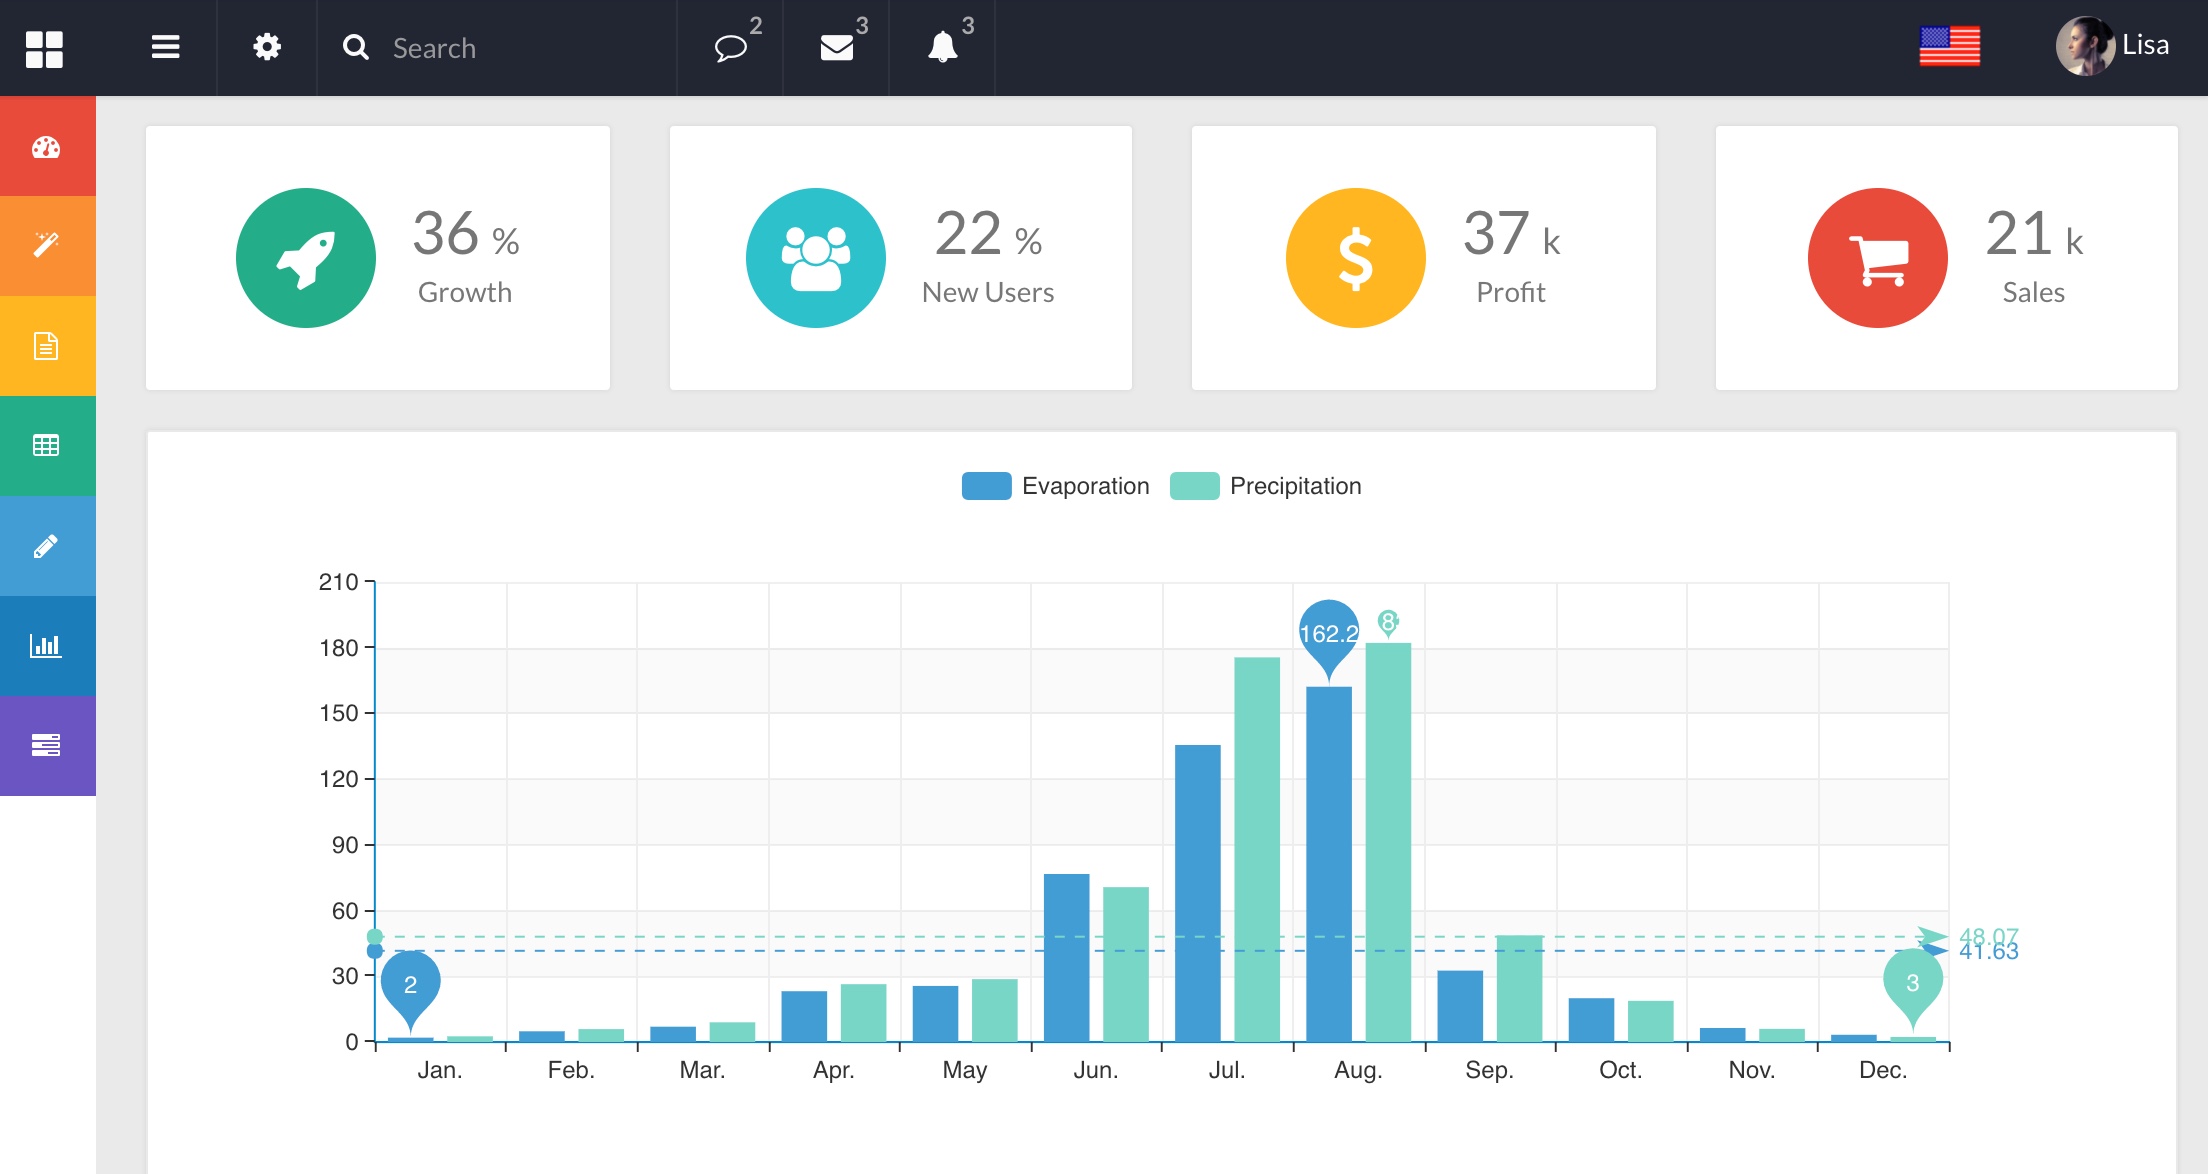 Search
2
3
3
Lisa
36 %
Growth
22 %
New Users
37 k
Profit
21 k
Sales
Evaporation
Precipitation
210
180
150
120
90
60
30
0
162.2
8
2
3
48.07
41.63
Jan.
Feb.
Mar.
Apr.
May
Jun.
Jul.
Aug.
Sep.
Oct.
Nov.
Dec.